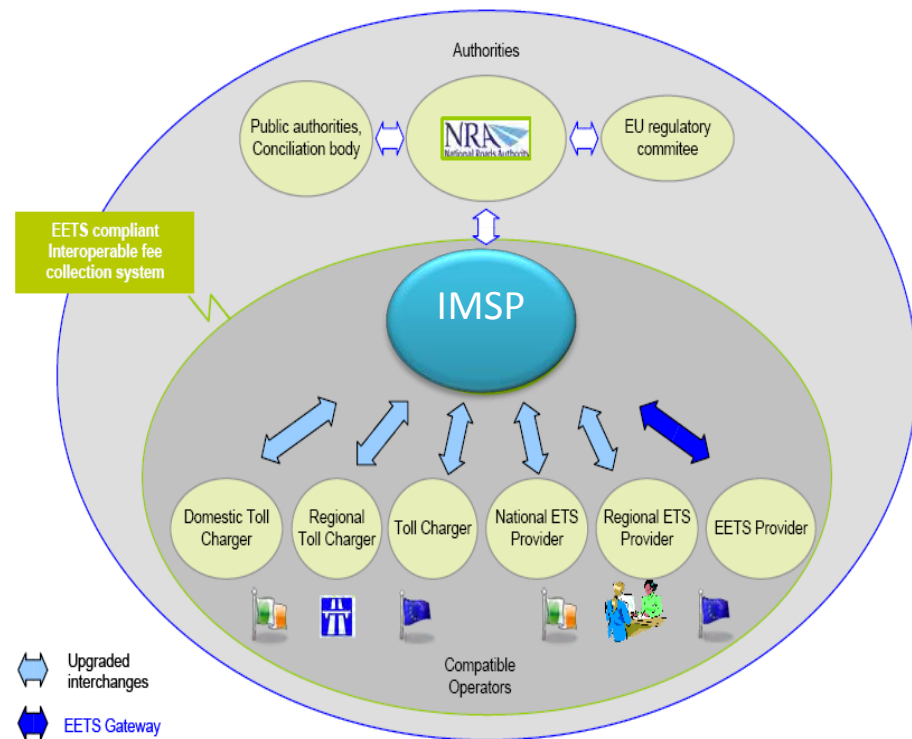 Authorities
Public authorities,
Conciliation body
NRA
National Roads Authority
EU regulatory
commitee
EETS compliant
Interoperable fee
collection system
IMSP
Domestic Toll
Charger
Regional
Toll Charger
Toll Charger
National ETS
Provider
Regional ETS
Provider
EETS Provider
Compatible
Operators
Upgraded
interchanges
EETS Gateway